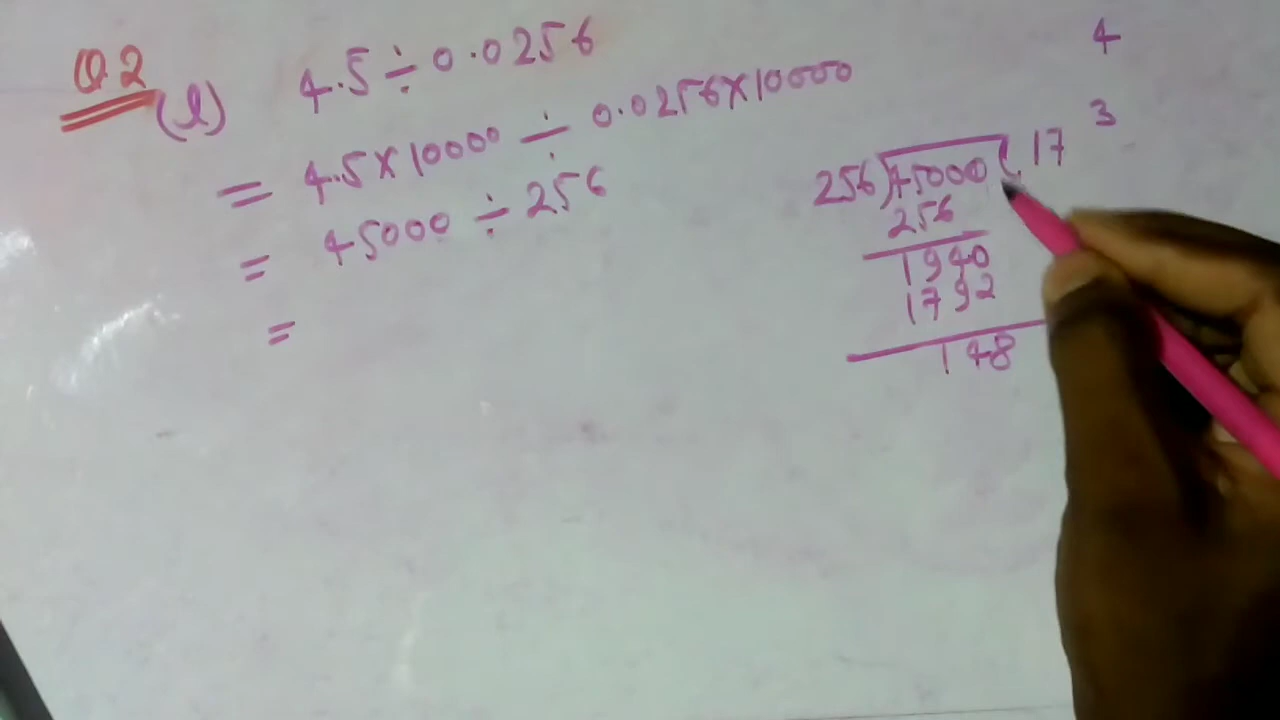 Q.2
(l) 4.5 ÷ 0.0256
= 4.5 × 10000 ÷ 0.0256 × 10000
= 45000 ÷ 256
=
4
3
256) 45000 ( 17
256
1940
1792
148